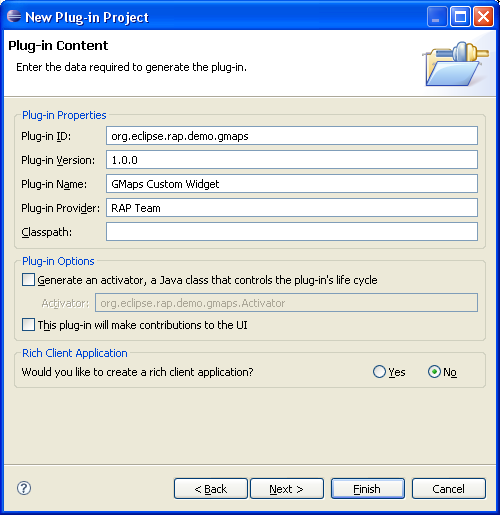 New Plug-in Project
Plug-in Content
Enter the data required to generate the plug-in.
Plug-in Properties
Plug-in ID: org.eclipse.rap.demo.gmaps
Plug-in Version: 1.0.0
Plug-in Name: GMaps Custom Widget
Plug-in Provider: RAP Team
Classpath:
Plug-in Options
Generate an activator, a Java class that controls the plug-in's life cycle
Activator: org.eclipse.rap.demo.gmaps.Activator
This plug-in will make contributions to the UI
Rich Client Application
Would you like to create a rich client application? Yes No
? < Back Next > Finish Cancel